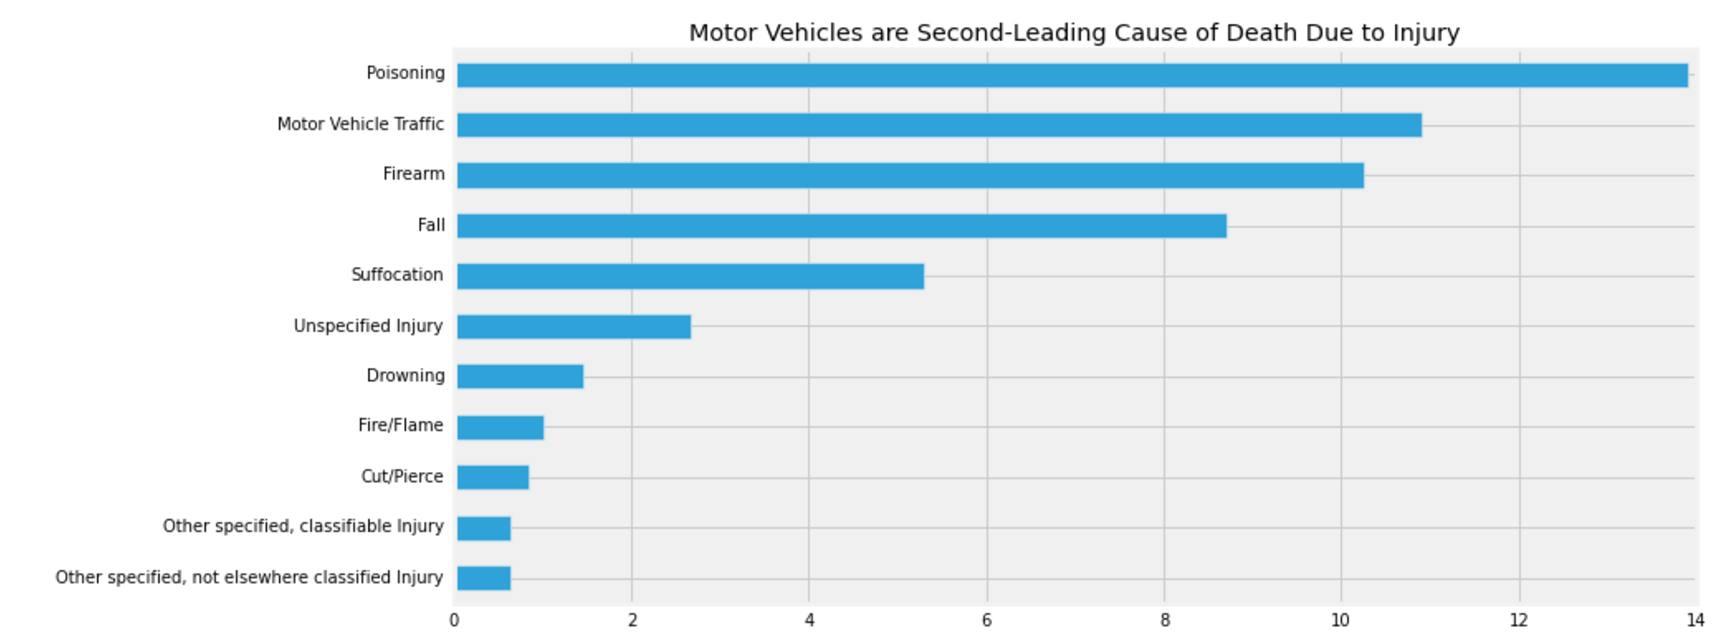 Motor Vehicles are Second-Leading Cause of Death Due to Injury
Poisoning
Motor Vehicle Traffic
Firearm
Fall
Suffocation
Unspecified Injury
Drowning
Fire/Flame
Cut/Pierce
Other specified, classifiable Injury
Other specified, not elsewhere classified Injury
0 2 4 6 8 10 12 14